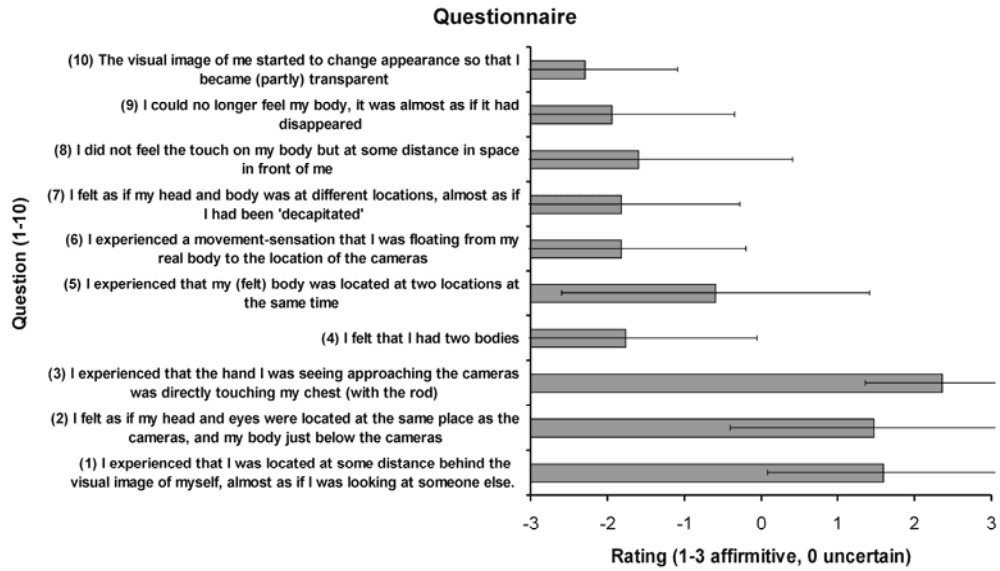 Questionnaire
(10) The visual image of me started to change appearance so that I
became (partly) transparent
(9) I could no longer feel my body, it was almost as if it had
disappeared
(8) I did not feel the touch on my body but at some distance in space
in front of me
(7) I felt as if my head and body was at different locations, almost as if
I had been 'decapitated'
(6) I experienced a movement-sensation that I was floating from my
real body to the location of the cameras
(5) I experienced that my (felt) body was located at two locations at
the same time
(4) I felt that I had two bodies
(3) I experienced that the hand I was seeing approaching the cameras
was directly touching my chest (with the rod)
(2) I felt as if my head and eyes were located at the same place as the
cameras, and my body just below the cameras
(1) I experienced that I was located at some distance behind the
visual image of myself, almost as if I was looking at someone else.
Question (1-10)
-3 -2 -1 0 1 2 3
Rating (1-3 affirmitive, 0 uncertain)